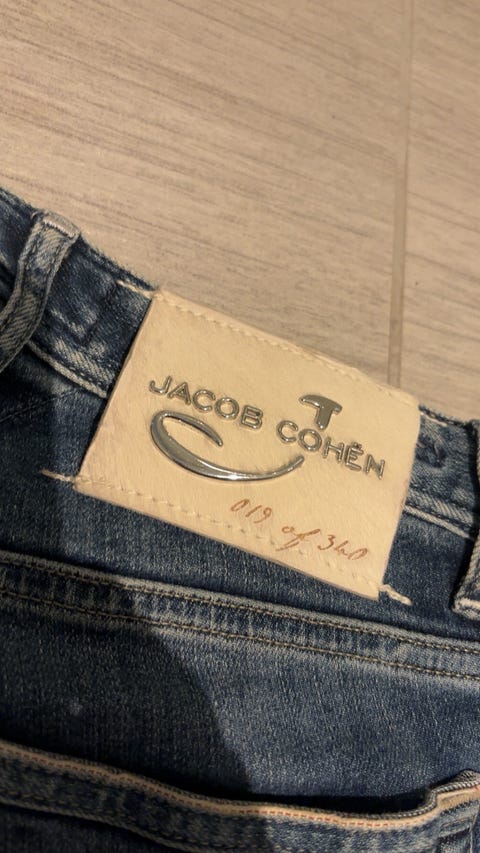 JACOB COHËN
019 of 340